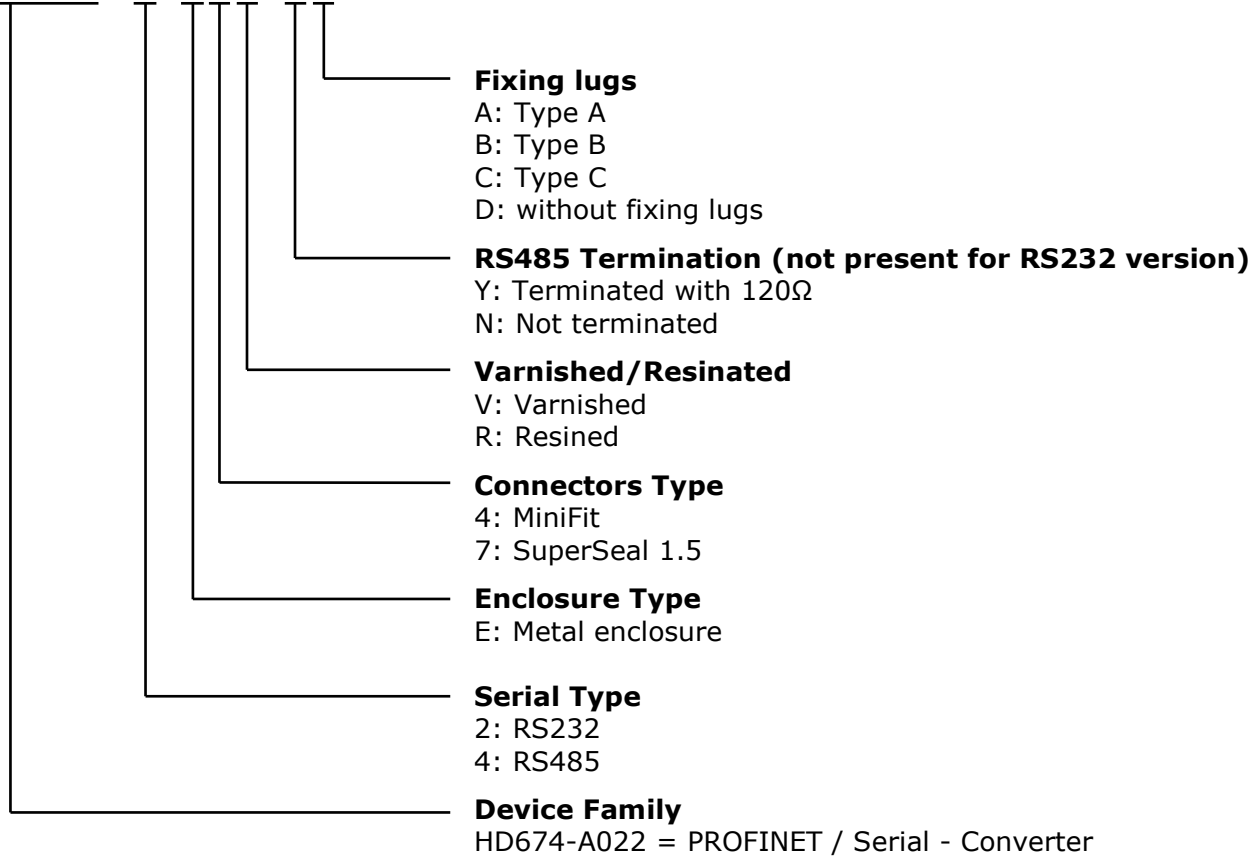 Fixing lugs
A: Type A
B: Type B
C: Type C
D: without fixing lugs
RS485 Termination (not present for RS232 version)
Y: Terminated with 120Ω
N: Not terminated
Varnished/Resinated
V: Varnished
R: Resined
Connectors Type
4: MiniFit
7: SuperSeal 1.5
Enclosure Type
E: Metal enclosure
Serial Type
2: RS232
4: RS485
Device Family
HD674-A022 = PROFINET / Serial - Converter